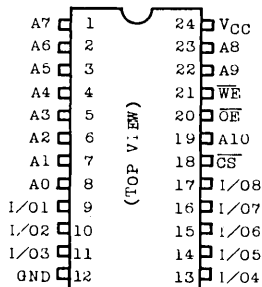 A7 1 24 VCC
A6 2 23 A8
A5 3 22 A9
A4 4 21 WE
A3 5 20 OE
A2 6 19 A10
A1 7 18 CS
A0 8 17 I/O8
I/O1 9 16 I/O7
I/O2 10 15 I/O6
I/O3 11 14 I/O5
GND 12 13 I/O4
(TOP VIEW)